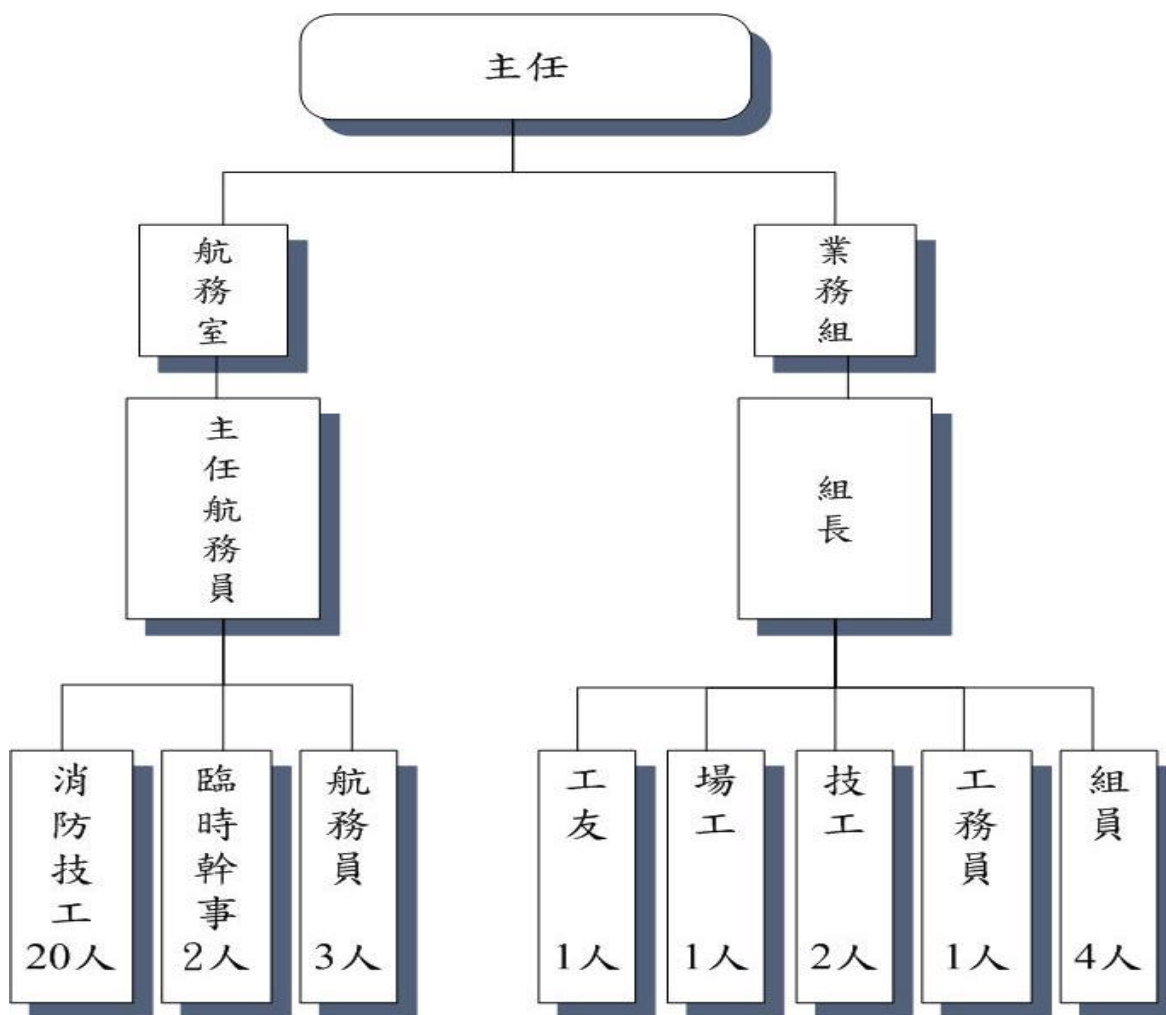 主任
航務室
業務組
主任航務員
組長
消防技工
20人
臨時幹事
2人
航務員
3人
工友
1人
場工
1人
技工
2人
工務員
1人
組員
4人